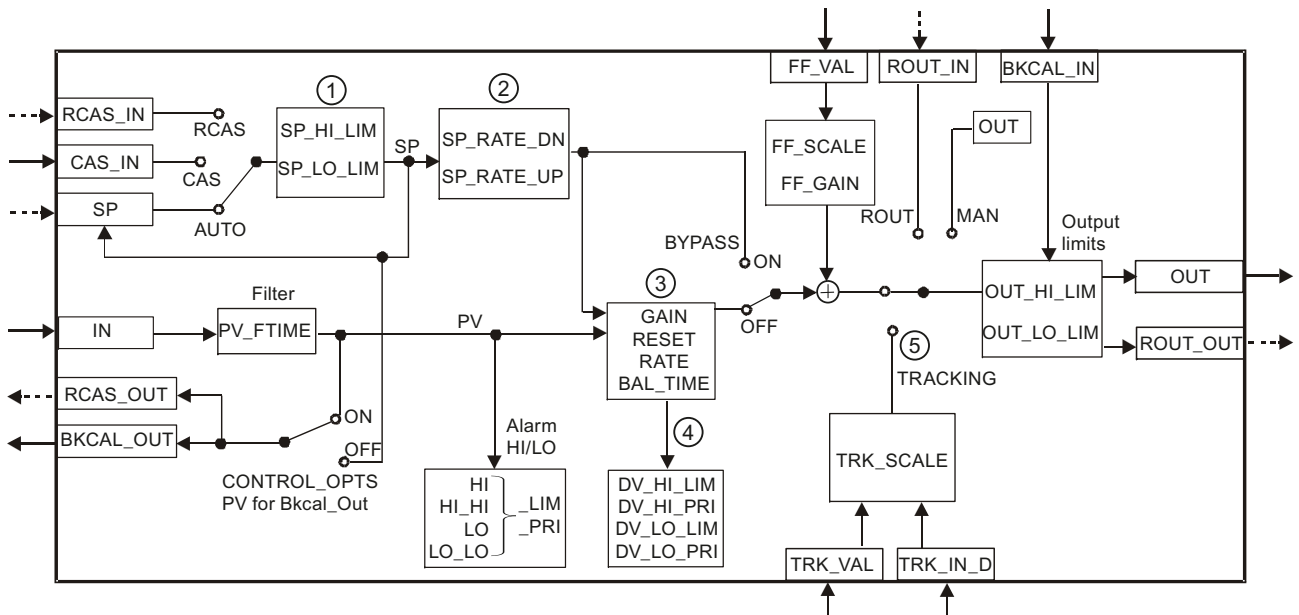 FF_VAL
ROUT_IN
BKCAL_IN
RCAS_IN
RCAS
CAS_IN
CAS
SP
AUTO
1
SP_HI_LIM
SP_LO_LIM
SP
2
SP_RATE_DN
SP_RATE_UP
FF_SCALE
FF_GAIN
OUT
ROUT
MAN
BYPASS
ON
OFF
Output
limits
OUT_HI_LIM
OUT_LO_LIM
OUT
ROUT_OUT
IN
Filter
PV_FTIME
PV
3
GAIN
RESET
RATE
BAL_TIME
5
TRACKING
RCAS_OUT
BKCAL_OUT
ON
OFF
CONTROL_OPTS
PV for Bkcal_Out
Alarm
HI/LO
HI
HI_HI
LO
LO_LO
_LIM
_PRI
4
DV_HI_LIM
DV_HI_PRI
DV_LO_LIM
DV_LO_PRI
TRK_SCALE
TRK_VAL
TRK_IN_D